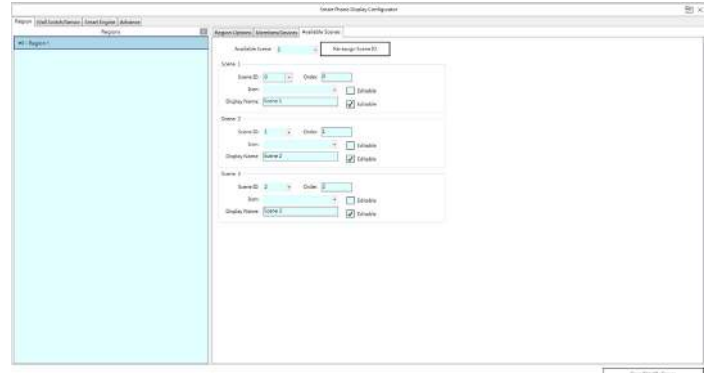 Smart Phone Display Configurator
Region Wall Switch/Sensor Smart Engine Advance
Regions
Region Options Members/Devices Available Scenes
#0 : Region 1
Available Scene 3 Re-assign Scene ID
Scene 1
Scene ID: 0 Order: 0
Icon: Editable
Display Name: Scene 1 Editable
Scene 2
Scene ID: 1 Order: 1
Icon: Editable
Display Name: Scene 2 Editable
Scene 3
Scene ID: 2 Order: 2
Icon: Editable
Display Name: Scene 3 Editable